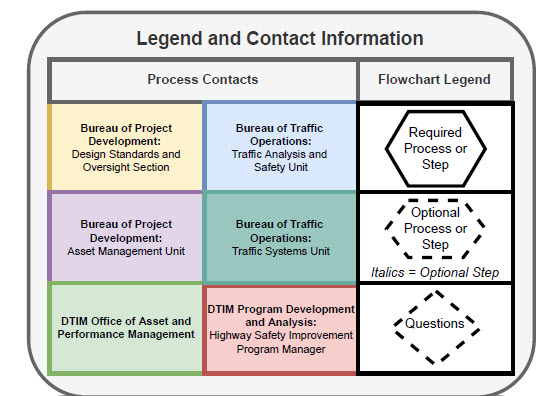 Legend and Contact Information
Process Contacts
Flowchart Legend
Bureau of Project
Development:
Design Standards and
Oversight Section
Bureau of Traffic
Operations:
Traffic Analysis and
Safety Unit
Required
Process or
Step
Bureau of Project
Development:
Asset Management Unit
Bureau of Traffic
Operations:
Traffic Systems Unit
Optional
Process or
Step
Italics = Optional Step
DTIM Office of Asset and
Performance Management
DTIM Program Development
and Analysis:
Highway Safety Improvement
Program Manager
Questions